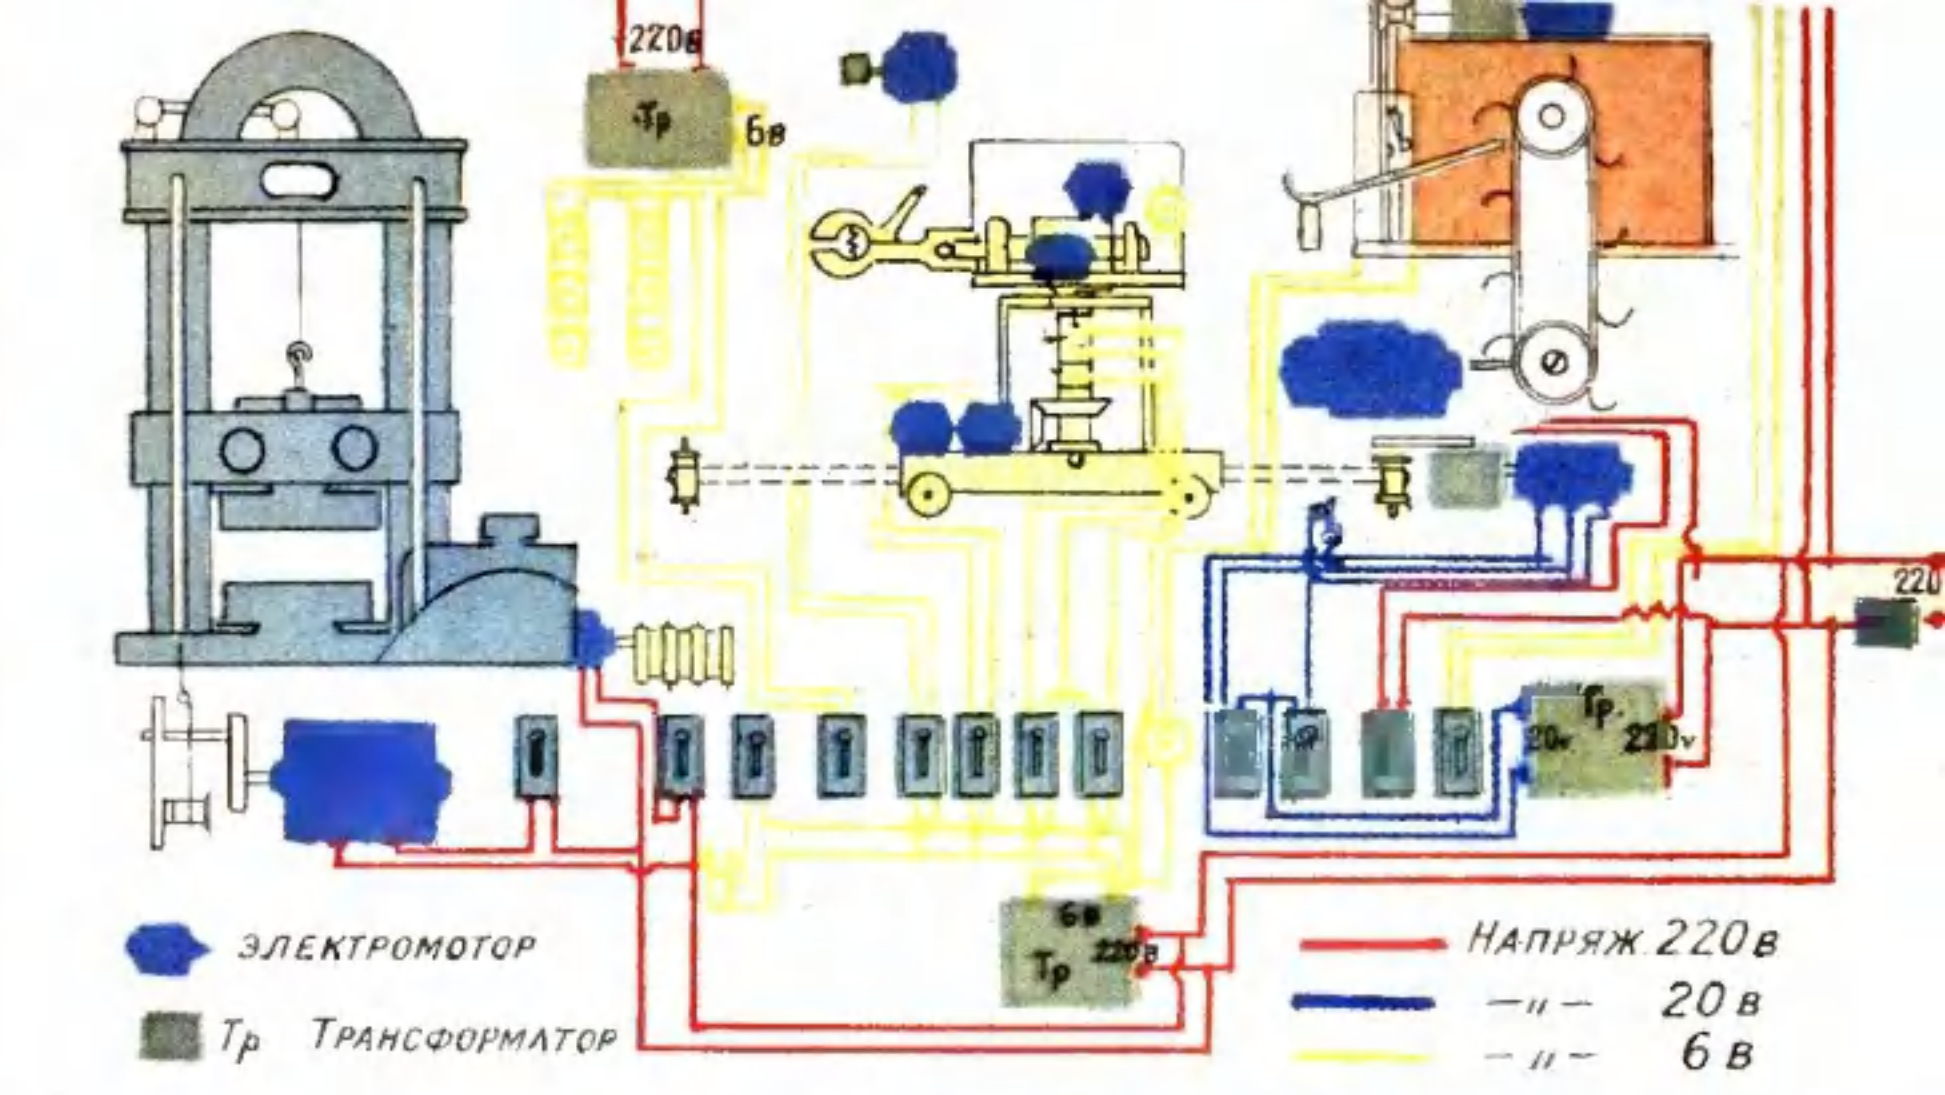 220в
Тр
6в
220
Тр.
20v
220v
6в
220в
Тр
ЭЛЕКТРОМОТОР
Тр ТРАНСФОРМАТОР
НАПРЯЖ. 220в
—〃— 20в
—〃— 6в